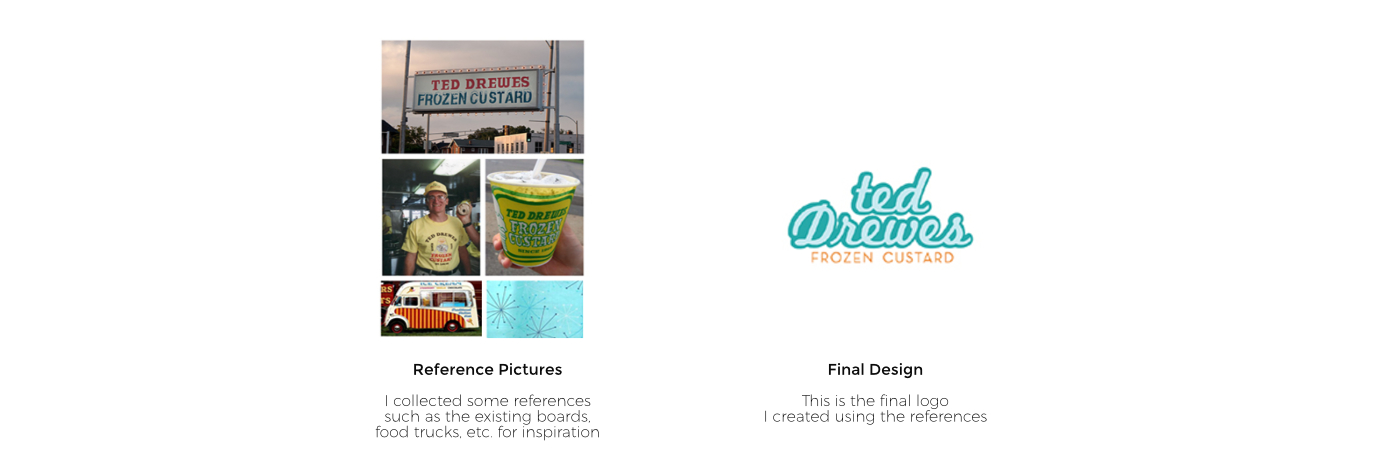 TED DREWES
FROZEN CUSTARD
TED DREWES
FROZEN
CUSTARD
TED DREWES
FROZEN
CUSTARD
ICE CREAM
Reference Pictures
I collected some references
such as the existing boards,
food trucks, etc. for inspiration
ted
Drewes
FROZEN CUSTARD
Final Design
This is the final logo
I created using the references